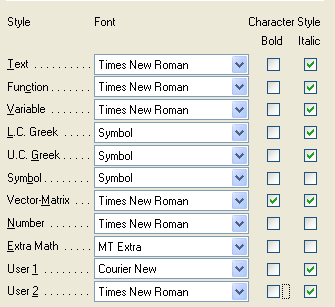 Style Font Character Style
Bold Italic
Text . . . . . . . . . Times New Roman
Function . . . . . . Times New Roman
Variable . . . . . . Times New Roman
L.C. Greek . . . . . Symbol
U.C. Greek . . . . . Symbol
Symbol . . . . . . . Symbol
Vector-Matrix . . . . Times New Roman
Number . . . . . . Times New Roman
Extra Math . . . . . MT Extra
User 1 . . . . . . . Courier New
User 2 . . . . . . . Times New Roman